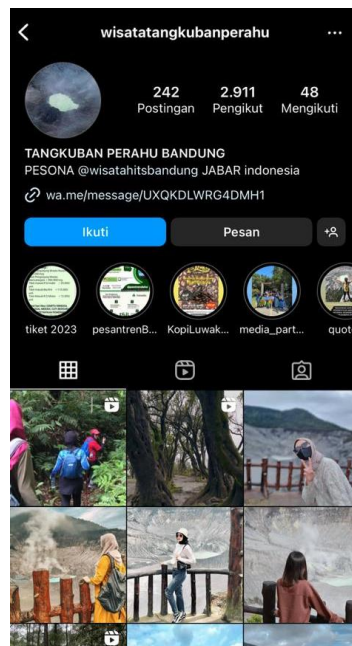 wisatatangkubanperahu
242 2.911 48
Postingan Pengikut Mengikuti
TANGKUBAN PERAHU BANDUNG
PESONA @wisatahitsbandung JABAR indonesia
wa.me/message/UXQKDLWRG4DMH1
Ikuti Pesan
tiket 2023 pesantrenB... KopiLuwak... media_part... quot